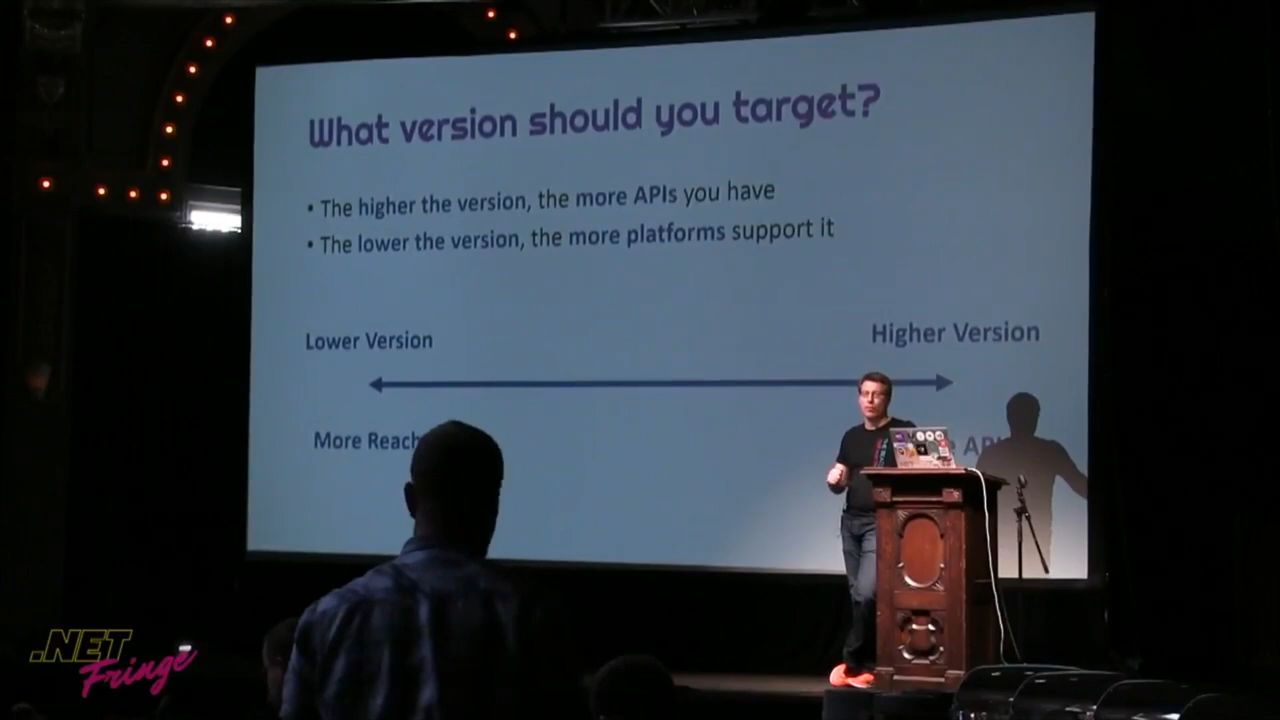 What version should you target?
• The higher the version, the more APIs you have
• The lower the version, the more platforms support it
Lower Version
Higher Version
More Reach
.NET
Fringe